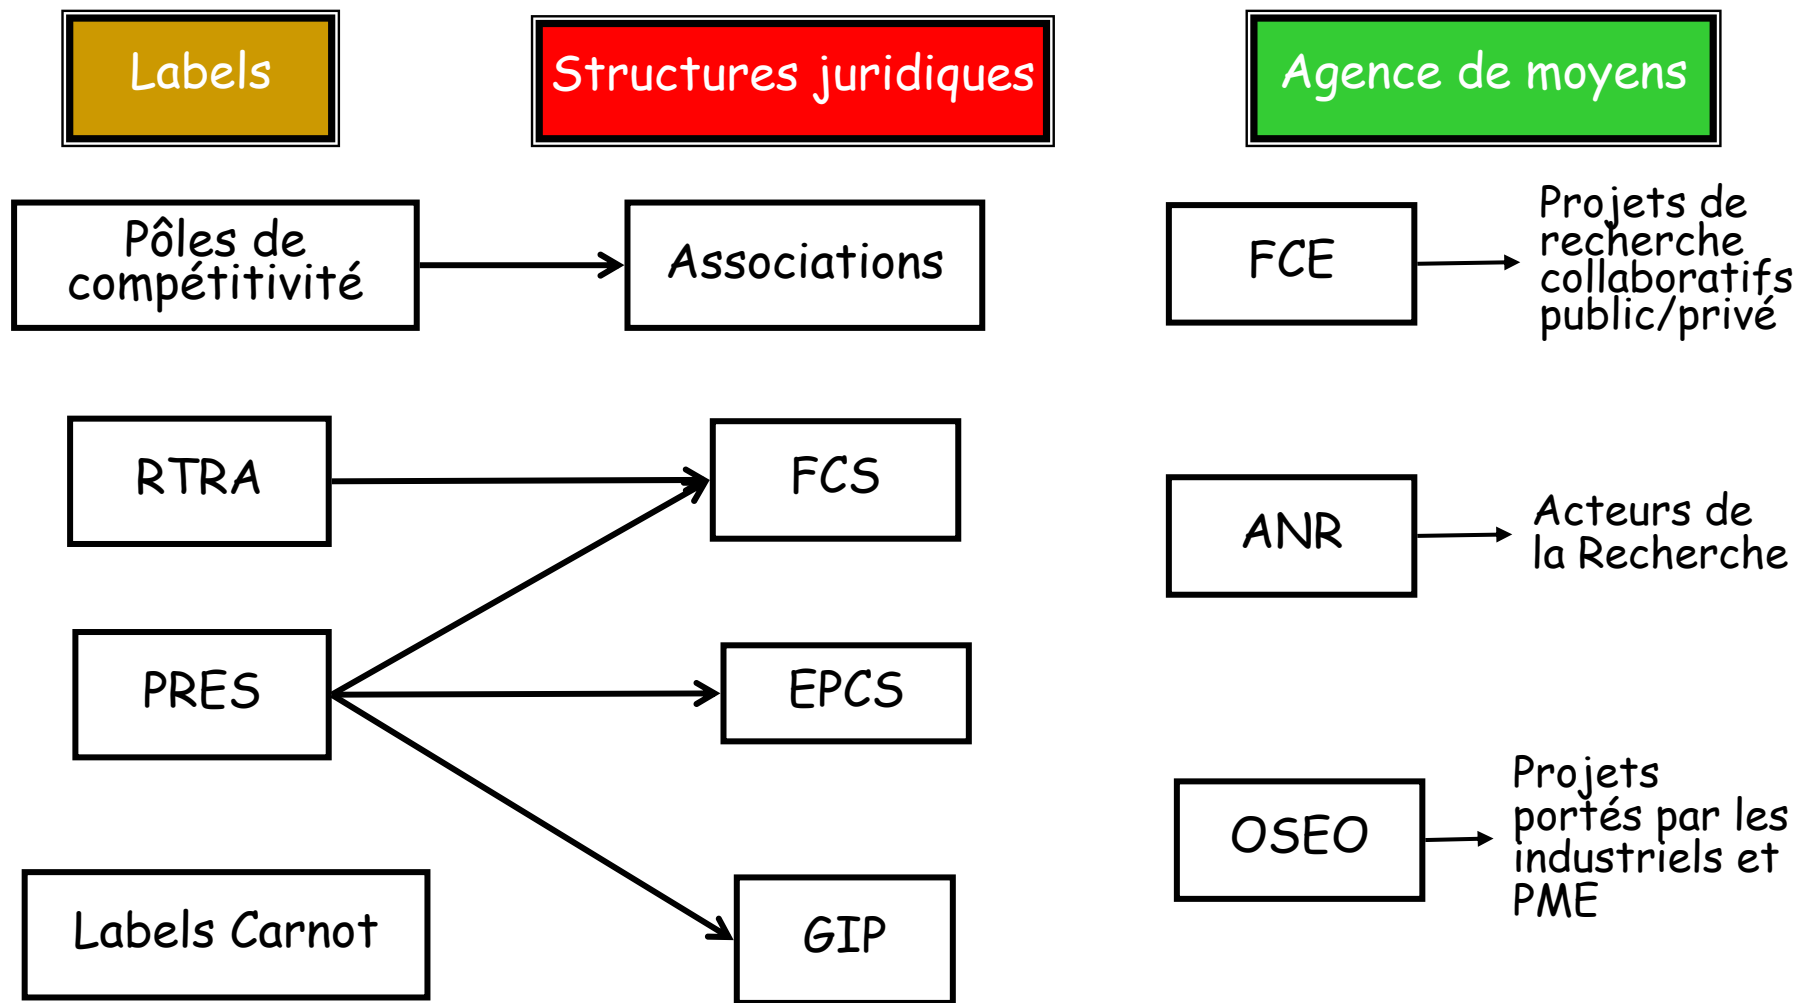 Labels
Structures juridiques
Agence de moyens
Pôles de
compétitivité
Associations
FCE
Projets de
recherche
collaboratifs
public/privé
RTRA
FCS
ANR
Acteurs de
la Recherche
PRES
EPCS
OSEO
Projets
portés par les
industriels et
PME
Labels Carnot
GIP